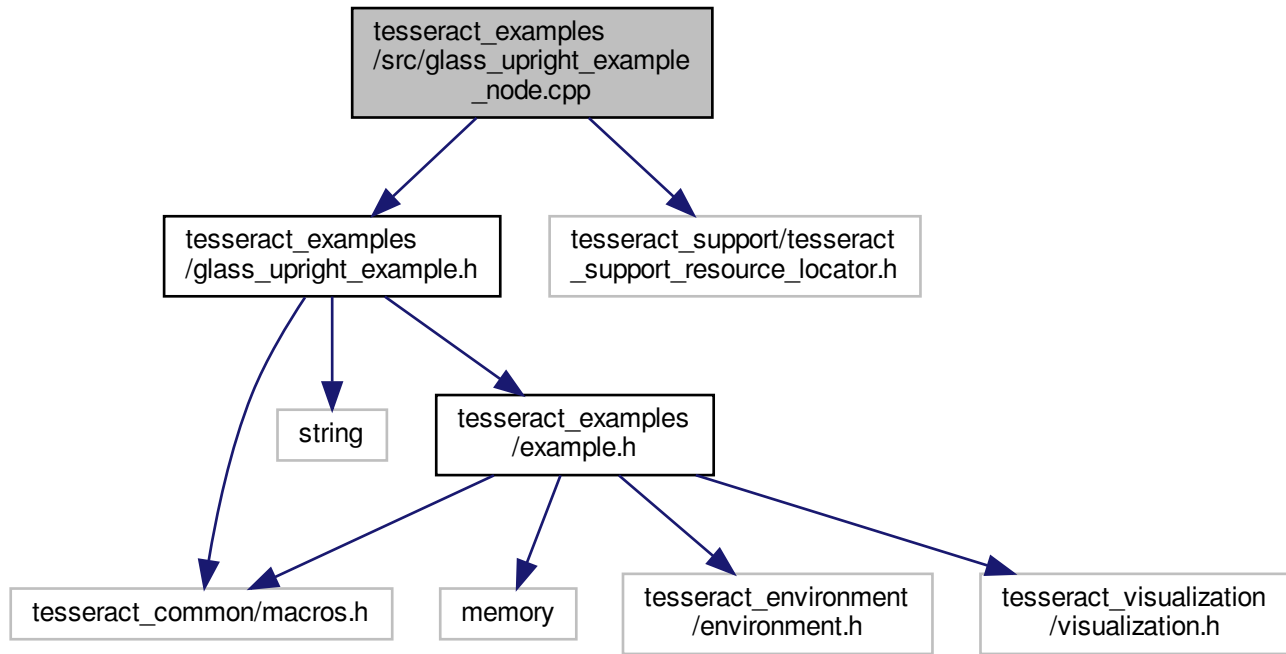 tesseract_examples
/src/glass_upright_example
_node.cpp
tesseract_examples
/glass_upright_example.h
tesseract_support/tesseract
_support_resource_locator.h
string
tesseract_examples
/example.h
tesseract_common/macros.h
memory
tesseract_environment
/environment.h
tesseract_visualization
/visualization.h